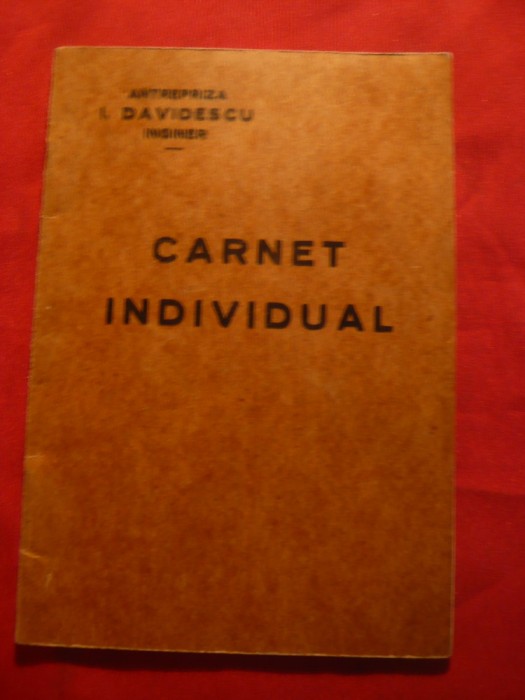 ANTREPRIZA
I. DAVIDESCU
INGINER
CARNET
INDIVIDUAL